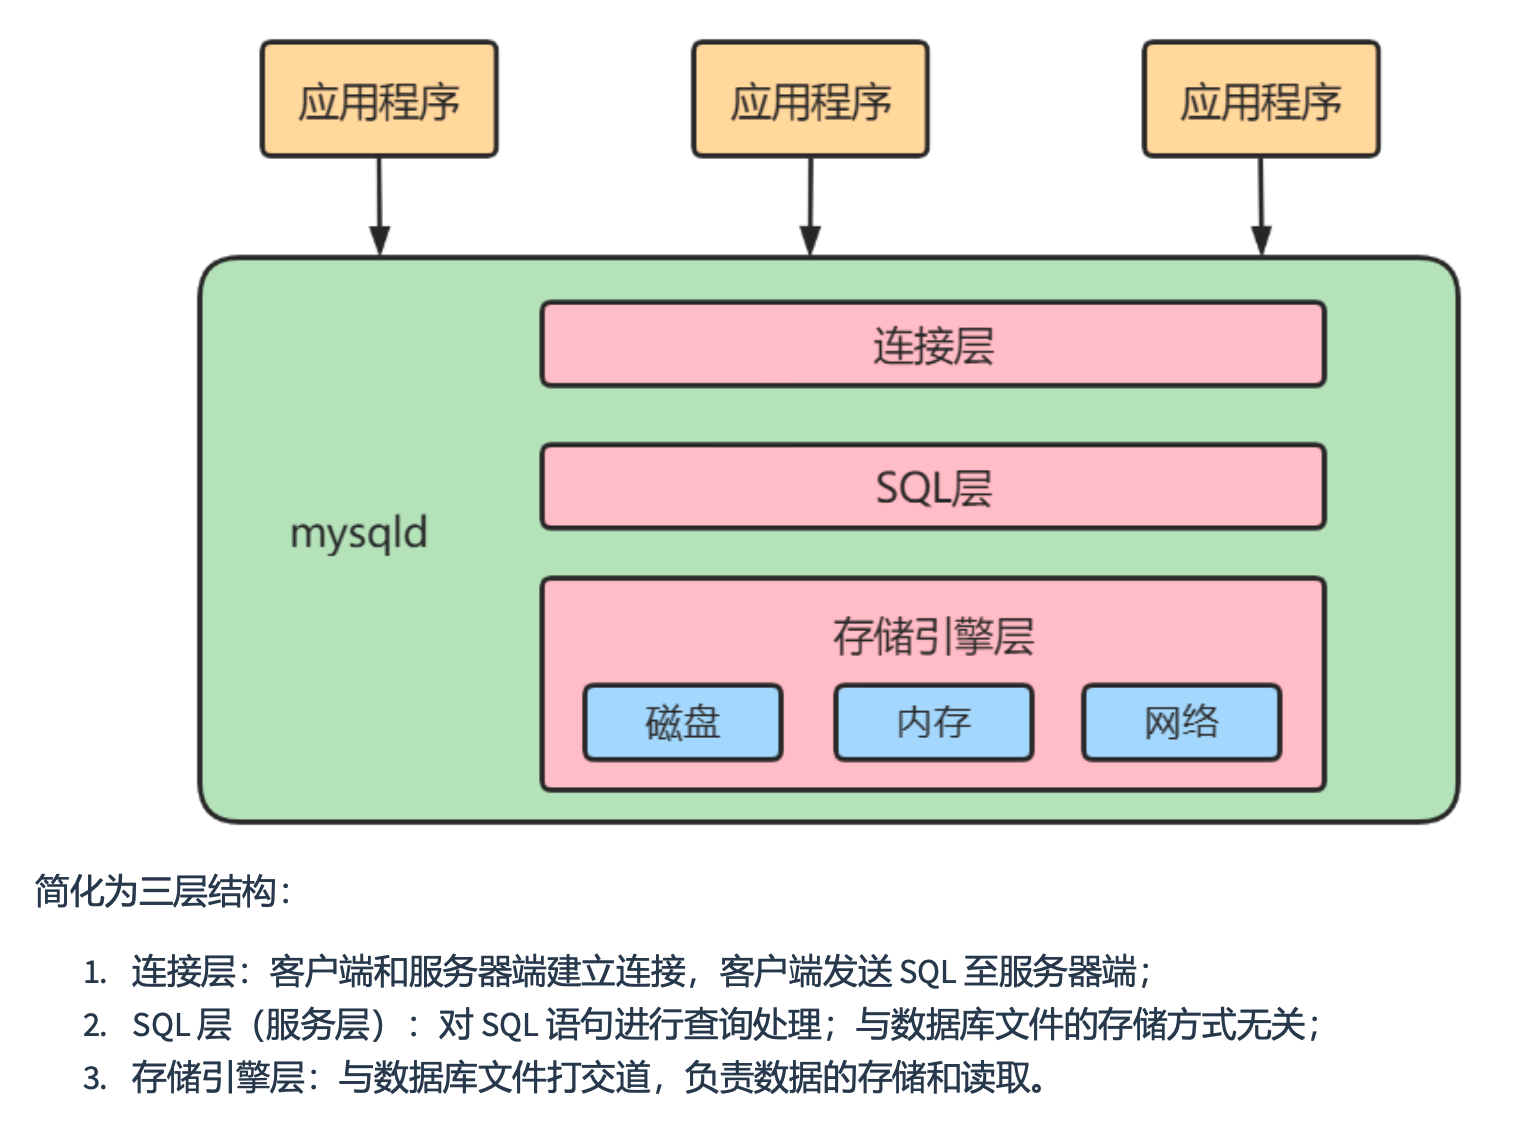 应用程序
应用程序
应用程序
连接层
SQL层
mysqld
存储引擎层
磁盘
内存
网络
简化为三层结构：
1. 连接层：客户端和服务器端建立连接，客户端发送 SQL 至服务器端；
2. SQL 层（服务层）：对 SQL 语句进行查询处理；与数据库文件的存储方式无关；
3. 存储引擎层：与数据库文件打交道，负责数据的存储和读取。